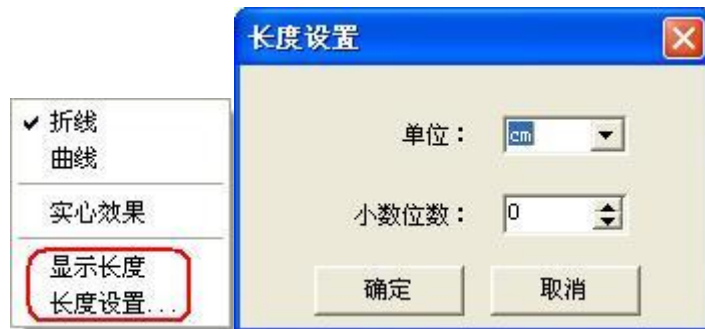 折线
曲线
实心效果
显示长度
长度设置...
长度设置
单位： cm
小数位数： 0
确定 取消